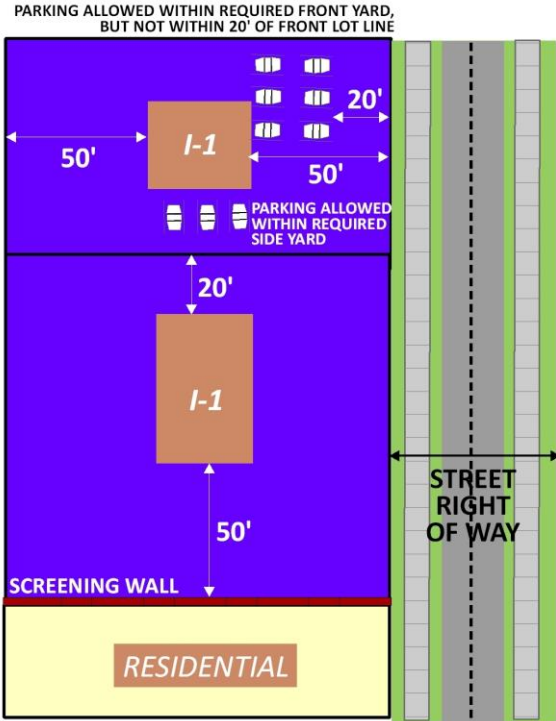 PARKING ALLOWED WITHIN REQUIRED FRONT YARD,
BUT NOT WITHIN 20' OF FRONT LOT LINE
20'
50'
I-1
50'
PARKING ALLOWED
WITHIN REQUIRED
SIDE YARD
20'
I-1
STREET
RIGHT
OF WAY
50'
SCREENING WALL
RESIDENTIAL